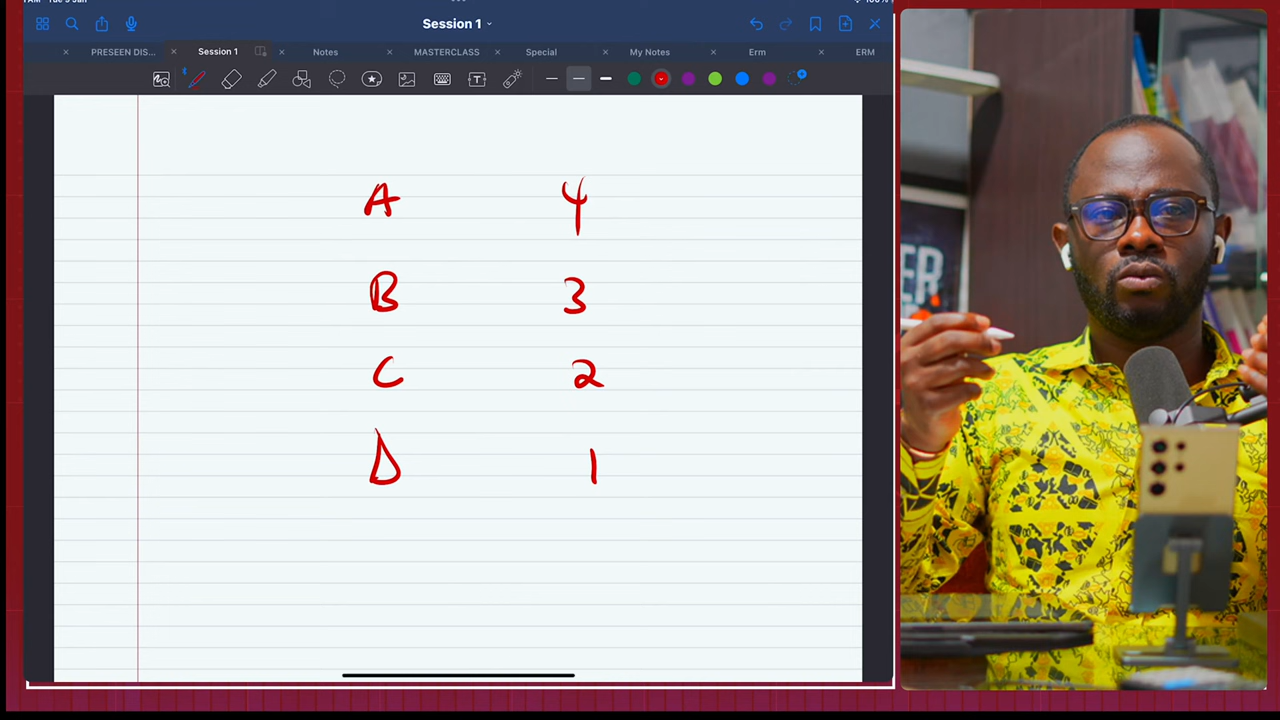 Session 1
PRESEEN DIS...
Session 1
Notes
MASTERCLASS
Special
My Notes
Erm
ERM
T
A 4
B 3
C 2
D 1